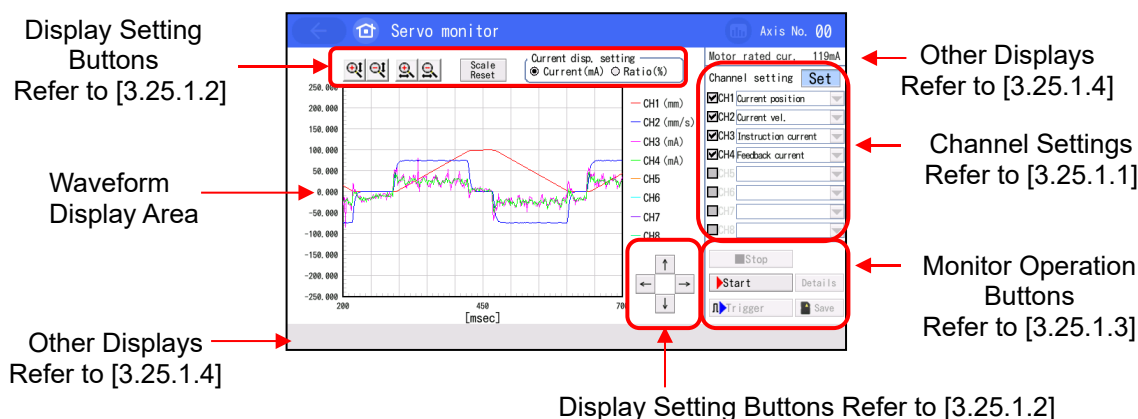 Display Setting
Buttons
Refer to [3.25.1.2]
Servo monitor
Axis No. 00
Motor rated cur. 119mA
Other Displays
Refer to [3.25.1.4]
Scale
Reset
Current disp. setting
Current(mA) Ratio(%)
Channel setting Set
CH1 Current position
CH2 Current vel.
CH3 Instruction current
CH4 Feedback current
CH5
CH6
CH7
CH8
Channel Settings
Refer to [3.25.1.1]
250.000
200.000
150.000
100.000
50.000
0.000
-50.000
-100.000
-150.000
-200.000
-250.000
200
450
70
[msec]
CH1 (mm)
CH2 (mm/s)
CH3 (mA)
CH4 (mA)
CH5
CH6
CH7
CH8
Waveform
Display Area
Stop
Start
Details
Trigger
Save
Monitor Operation
Buttons
Refer to [3.25.1.3]
Other Displays
Refer to [3.25.1.4]
Display Setting Buttons Refer to [3.25.1.2]